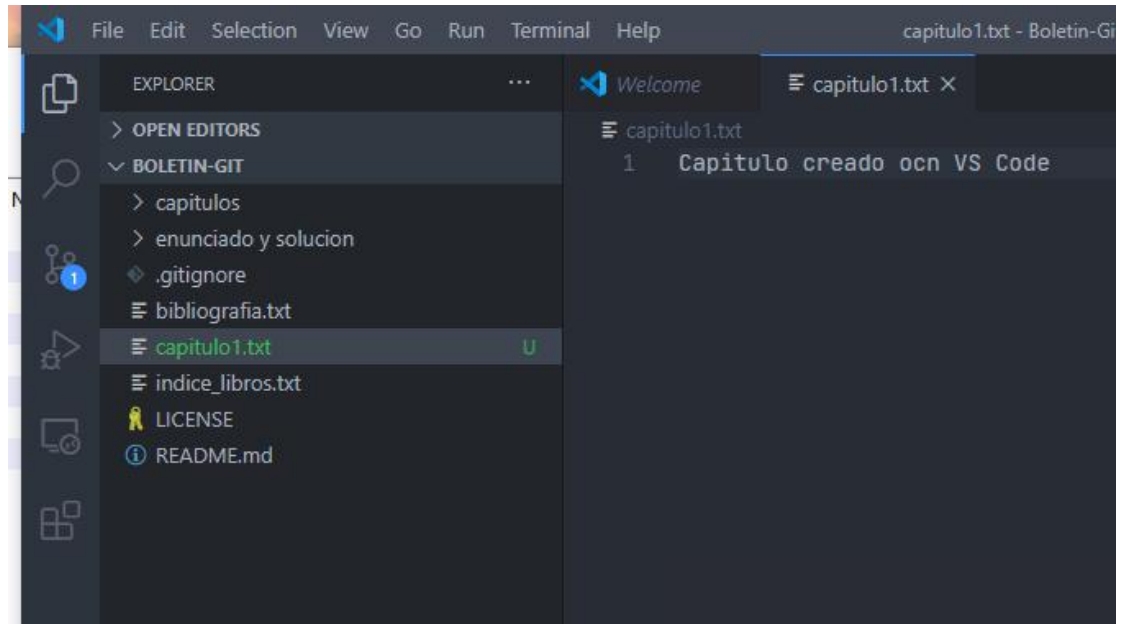 File Edit Selection View Go Run Terminal Help capitulo1.txt - Boletin-Gi
EXPLORER ···
Welcome capitulo1.txt ×
> OPEN EDITORS
BOLETIN-GIT
> capitulos
> enunciado y solucion
.gitignore
bibliografia.txt
capitulo1.txt U
indice_libros.txt
LICENSE
README.md
1
capitulo1.txt
1 Capitulo creado ocn VS Code
N